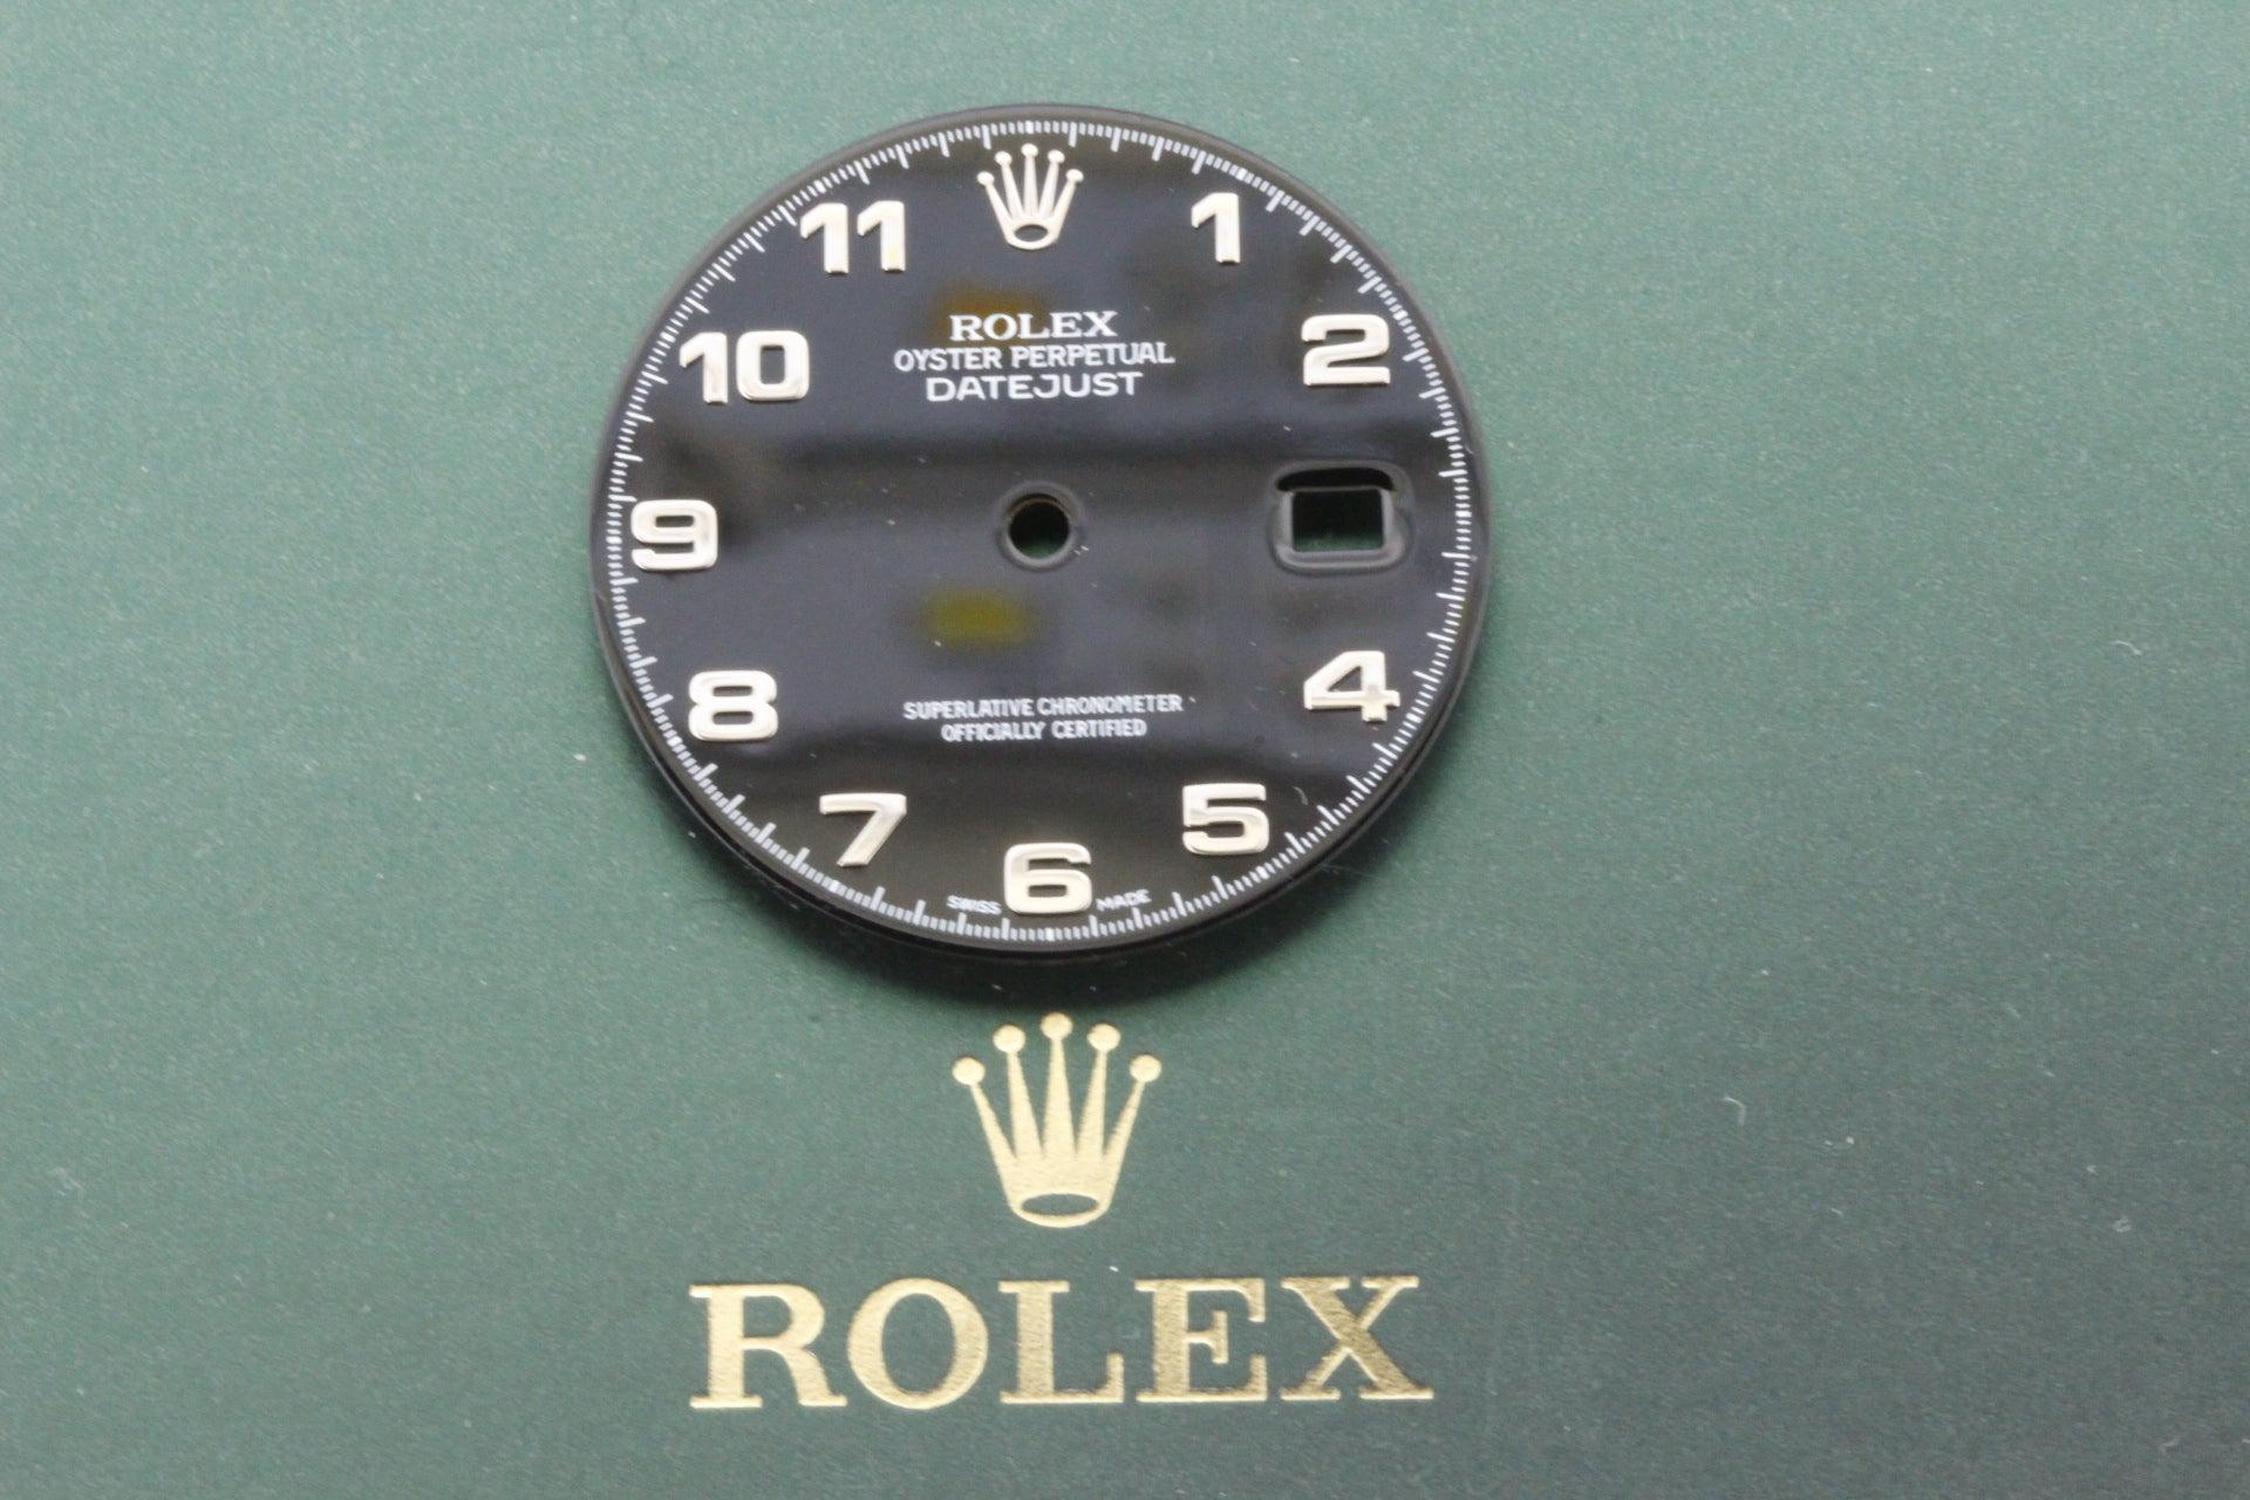 11 1
ROLEX
10 OYSTER PERPETUAL 2
DATEJUST
9
8 SUPERLATIVE CHRONOMETER 4
OFFICIALLY CERTIFIED
7 5
SWISS 6 MADE
ROLEX